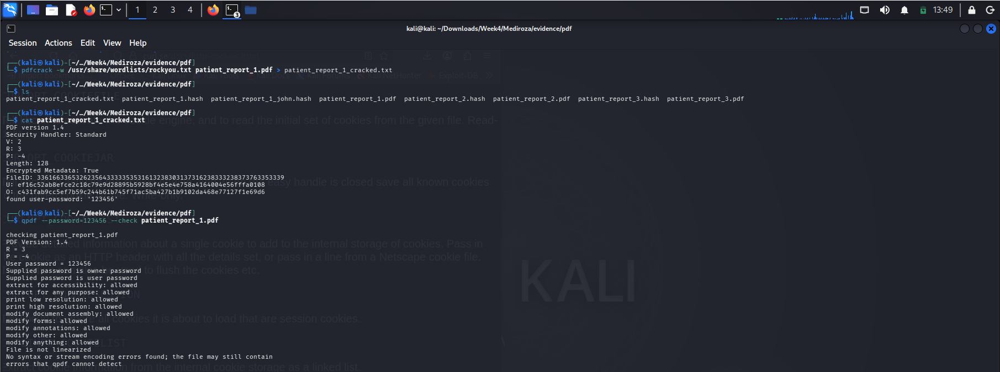 1 2 3 4 3 13:49
kali@kali: ~/Downloads/Week4/Mediroza/evidence/pdf
Session Actions Edit View Help
┌──(kali㉿kali)-[~/…/Week4/Mediroza/evidence/pdf]
└─$ pdfcrack -w /usr/share/wordlists/rockyou.txt patient_report_1.pdf > patient_report_1_cracked.txt
┌──(kali㉿kali)-[~/…/Week4/Mediroza/evidence/pdf]
└─$ ls
patient_report_1_cracked.txt patient_report_1.hash patient_report_1_john.hash patient_report_1.pdf patient_report_2.hash patient_report_2.pdf patient_report_3.hash patient_report_3.pdf
┌──(kali㉿kali)-[~/…/Week4/Mediroza/evidence/pdf]
└─$ cat patient_report_1_cracked.txt
PDF version 1.4
Security Handler: Standard
V: 2
R: 3
P: -4
Length: 128
Encrypted Metadata: True
FileID: 33616633653262356433333535316132383031373162383332383737633533​39
U: ef16c52ab8efce2c18c79e9d28895b5928bf4e5e4e758a4164004e56fffa0108
O: c431fab9cc5ef7b59c244b61b745f71ac5ba427b1b9102da468e77127f1e69d6
found user-password: '123456'
┌──(kali㉿kali)-[~/…/Week4/Mediroza/evidence/pdf]
└─$ qpdf --password=123456 --check patient_report_1.pdf
checking patient_report_1.pdf
PDF Version: 1.4
R = 3
P = -4
User password = 123456
Supplied password is owner password
Supplied password is user password
extract for accessibility: allowed
extract for any purpose: allowed
print low resolution: allowed
print high resolution: allowed
modify document assembly: allowed
modify forms: allowed
modify annotations: allowed
modify other: allowed
modify anything: allowed
File is not linearized
No syntax or stream encoding errors found; the file may still contain
errors that qpdf cannot detect
KALI